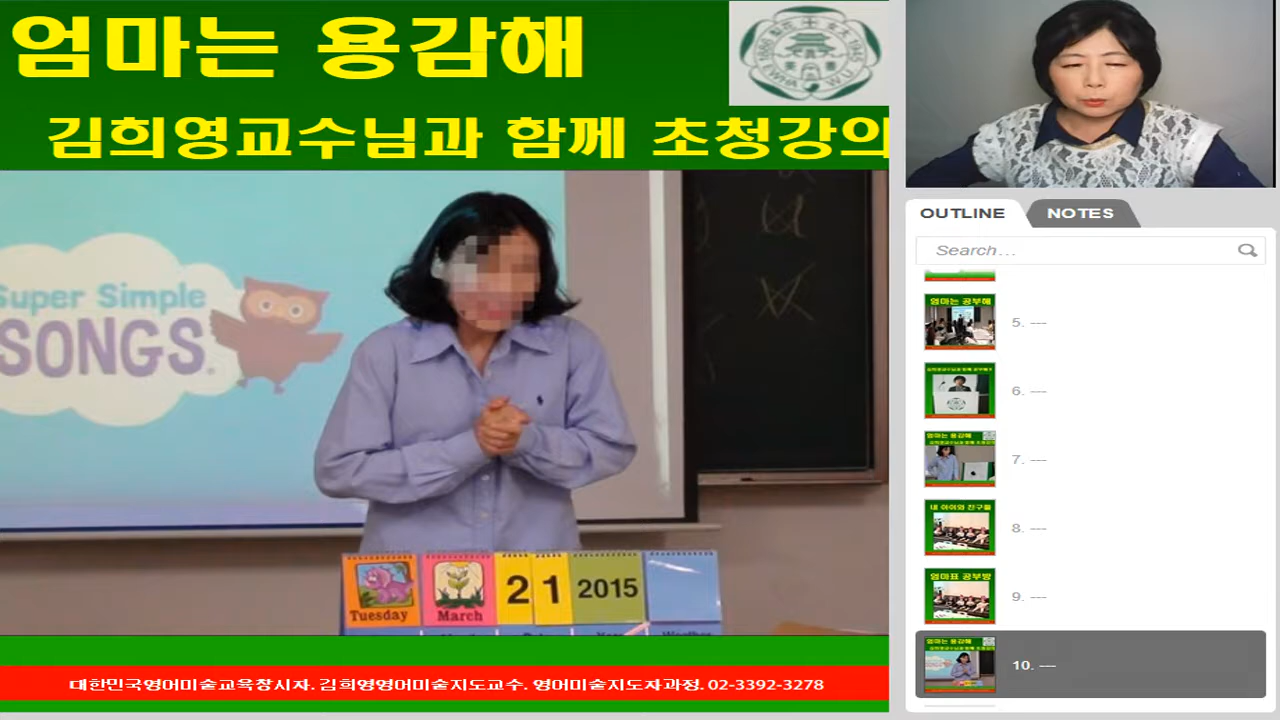 엄마는 용감해
김희영교수님과 함께 초청강의
EWHA W.U.
Super Simple
SONGS
Tuesday
March
21
2015
Weather
대한민국영어미술교육창시자. 김희영영어미술지도교수. 영어미술지도자과정. 02-3392-3278
OUTLINE
NOTES
Search...
엄마는 공부해
5. ---
6. ---
엄마는 용감해
7. ---
내 아이와 친구들
8. ---
엄마표 공부방
9. ---
엄마는 용감해
10. ---